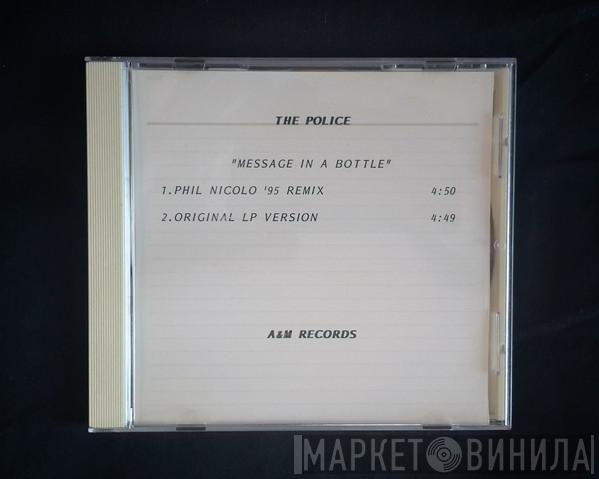 THE POLICE
"MESSAGE IN A BOTTLE"
1.PHIL NICOLO '95 REMIX 4:50
2.ORIGINAL LP VERSION 4:49
A&M RECORDS
МАРКЕТ ВИНИЛА